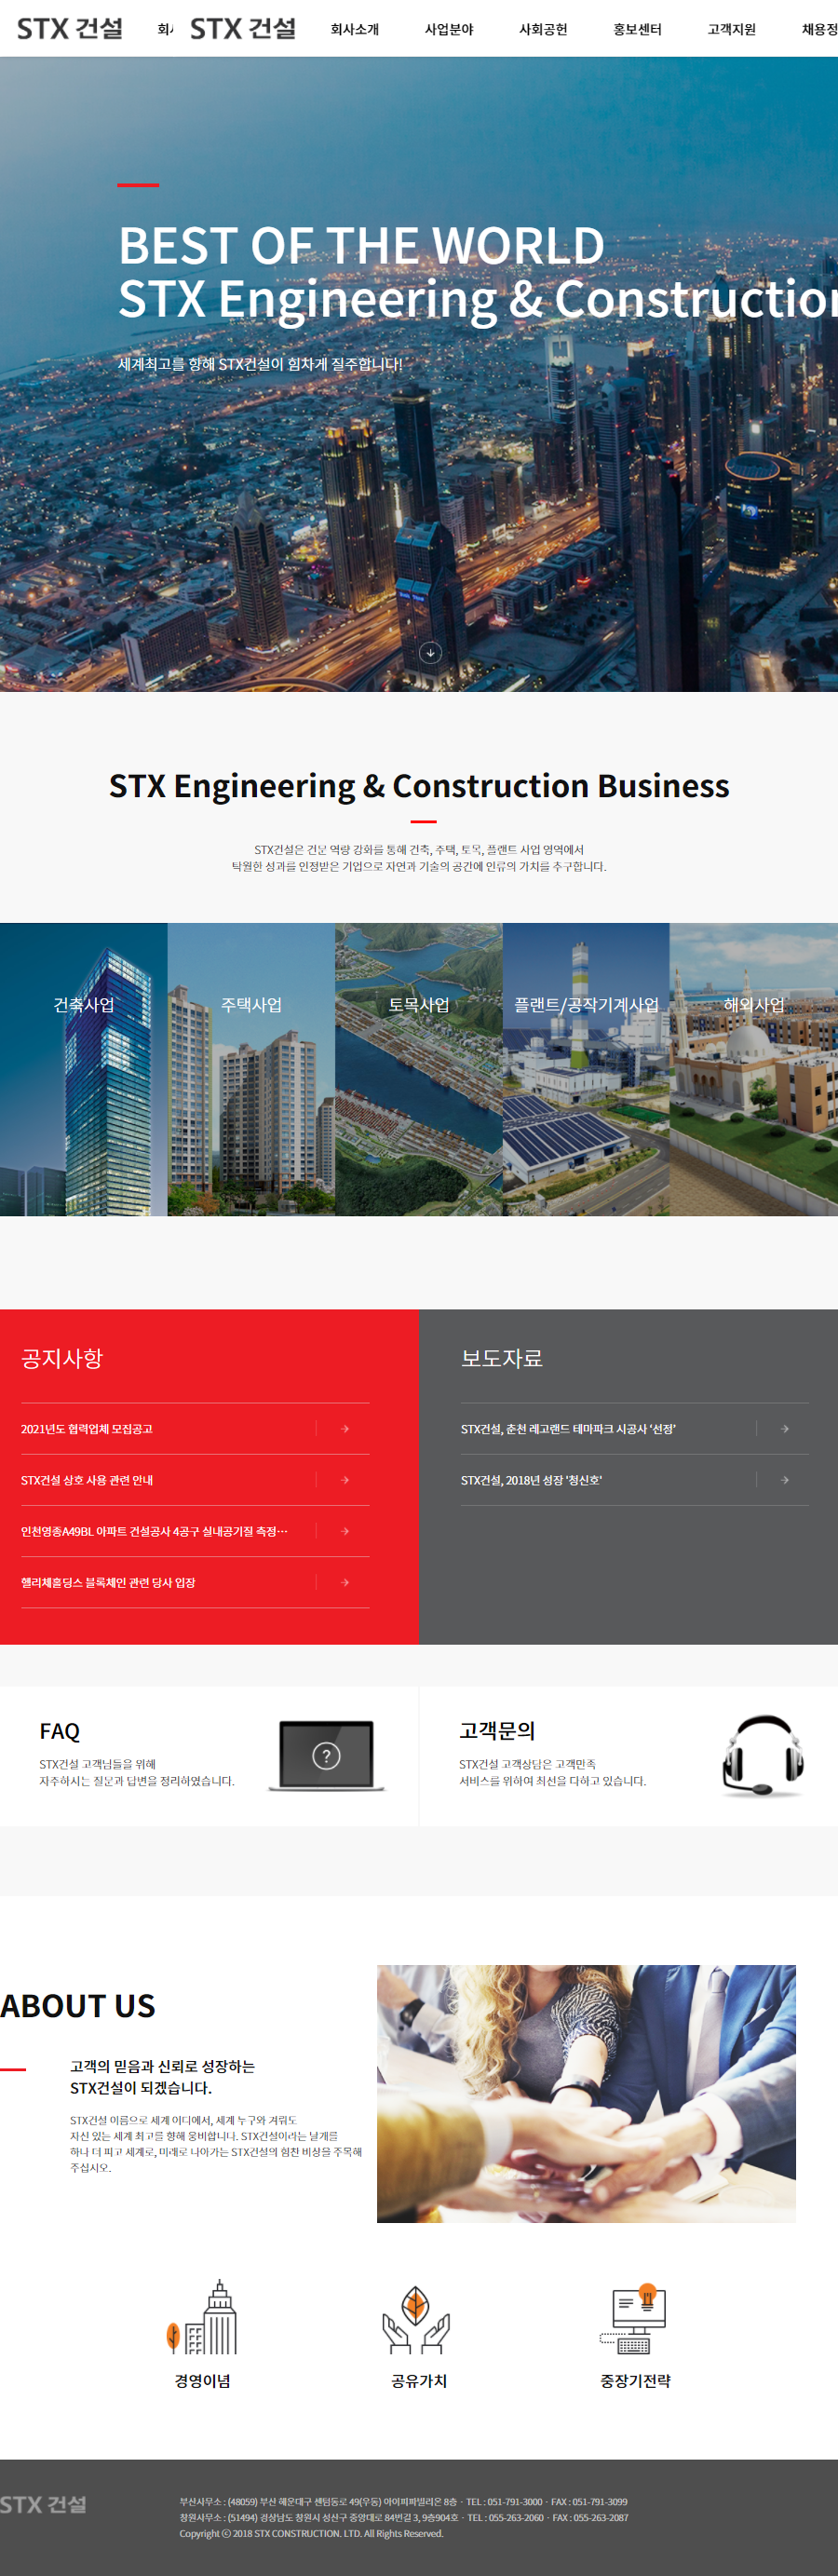 STX 건설
회사
STX 건설
회사소개
사업분야
사회공헌
홍보센터
고객지원
채용정
BEST OF THE WORLD
STX Engineering & Construction
세계최고를 향해 STX건설이 힘차게 질주합니다!
STX Engineering & Construction Business
STX건설은 건문 역량 강화를 통해 건축, 주택, 토목, 플랜트 사업 영역에서
탁월한 성과를 인정받은 기업으로 자연과 기술의 공간에 인류의 가치를 추구합니다.
건축사업
주택사업
토목사업
플랜트/공작기계사업
해외사업
공지사항
2021년도 협력업체 모집공고
STX건설 상호 사용 관련 안내
인천영종A49BL 아파트 건설공사 4공구 실내공기질 측정…
헬리체홀딩스 블록체인 관련 당사 입장
보도자료
STX건설, 춘천 레고랜드 테마파크 시공사 ‘선정’
STX건설, 2018년 성장 '청신호'
FAQ
STX건설 고객님들을 위해
자주하시는 질문과 답변을 정리하였습니다.
고객문의
STX건설 고객상담은 고객만족
서비스를 위하여 최선을 다하고 있습니다.
ABOUT US
고객의 믿음과 신뢰로 성장하는
STX건설이 되겠습니다.
STX건설 이름으로 세계 어디에서, 세계 누구와 겨뤄도
자신 있는 세계 최고를 향해 웅비합니다. STX건설이라는 날개를
하나 더 펴고 세계로, 미래로 나아가는 STX건설의 힘찬 비상을 주목해
주십시오.
경영이념
공유가치
중장기전략
STX 건설
부산사무소 : (48059) 부산 해운대구 센텀동로 49(우동) 아이피파빌리온 8층 · TEL : 051-791-3000 · FAX : 051-791-3099
창원사무소 : (51494) 경상남도 창원시 성산구 중앙대로 84번길 3, 9층904호 · TEL : 055-263-2060 · FAX : 055-263-2087
Copyright ⓒ 2018 STX CONSTRUCTION. LTD. All Rights Reserved.